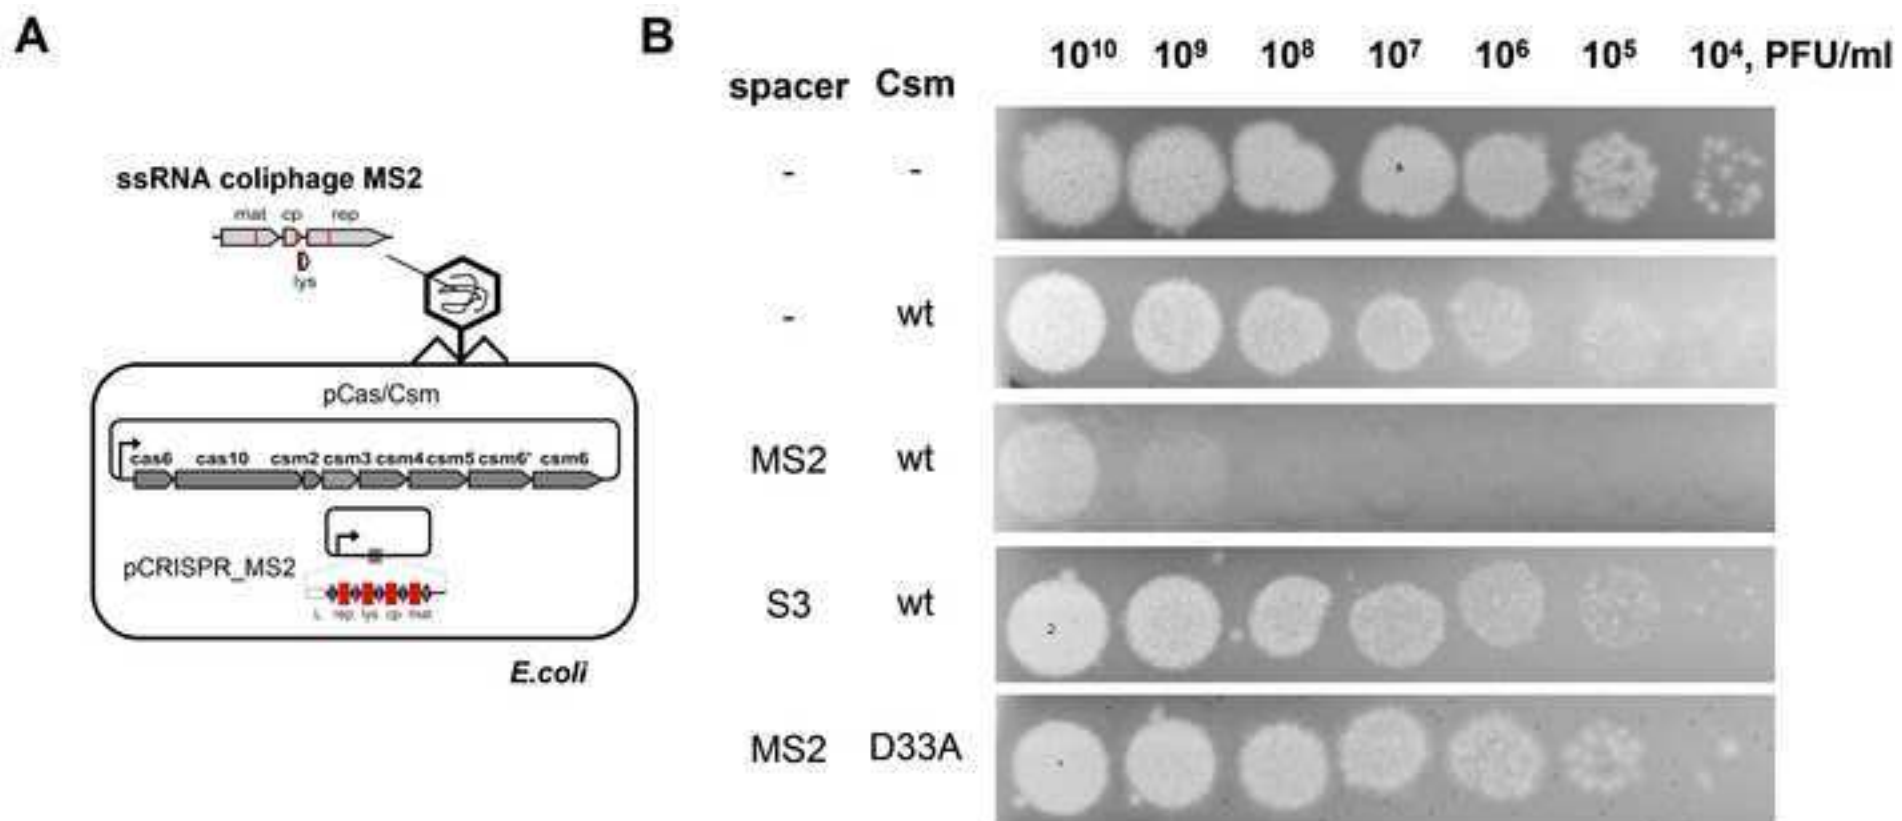 A
ssRNA coliphage MS2
mat cp rep
lys
pCas/Csm
cas6 cas10 csm2 csm3 csm4 csm5 csm6' csm6
pCRISPR_MS2
L rep lys cp mat
E.coli
B
spacer Csm
10¹⁰ 10⁹ 10⁸ 10⁷ 10⁶ 10⁵ 10⁴, PFU/ml
- -
- wt
MS2 wt
S3 wt
MS2 D33A